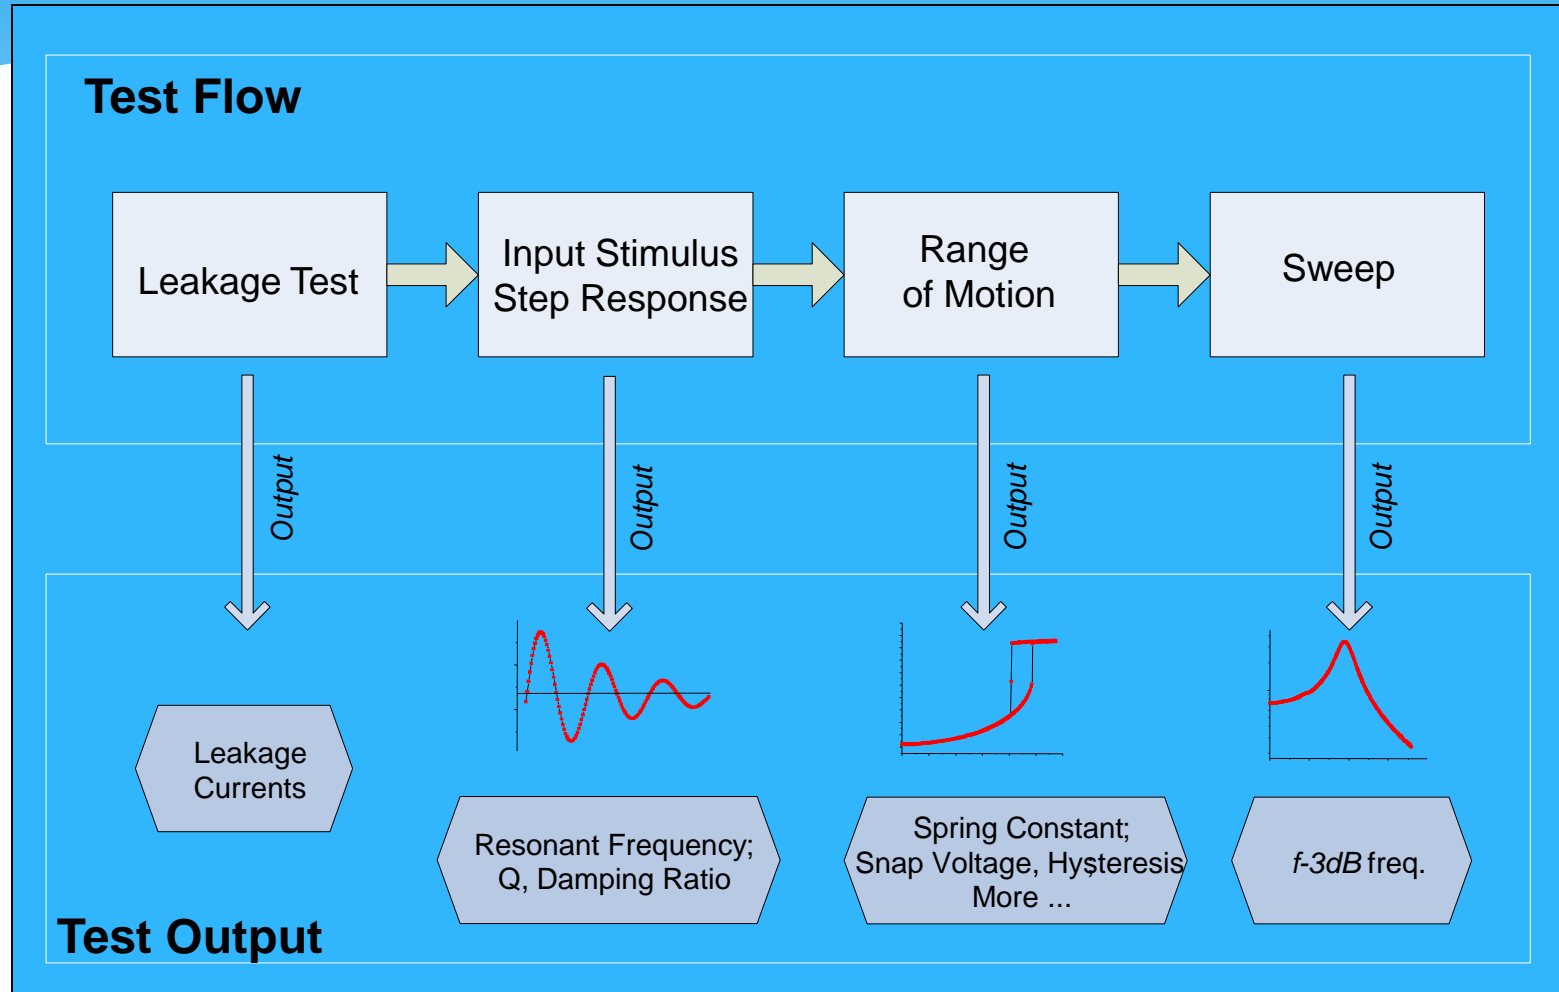 Test Flow
Leakage Test
Input Stimulus
Step Response
Range
of Motion
Sweep
Output
Output
Output
Output
Leakage
Currents
Resonant Frequency;
Q, Damping Ratio
Spring Constant;
Snap Voltage, Hysteresis
More ...
f-3dB freq.
Test Output